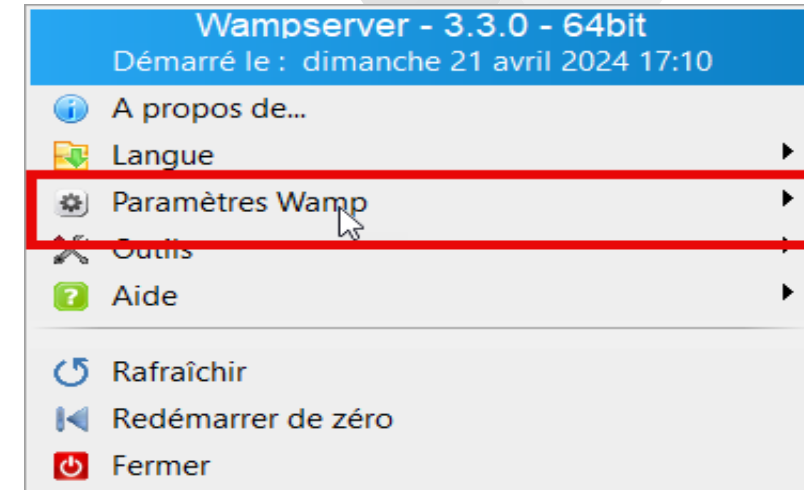 Wampserver - 3.3.0 - 64bit
Démarré le : dimanche 21 avril 2024 17:10
A propos de...
Langue
Paramètres Wamp
Outils
Aide
Rafraîchir
Redémarrer de zéro
Fermer